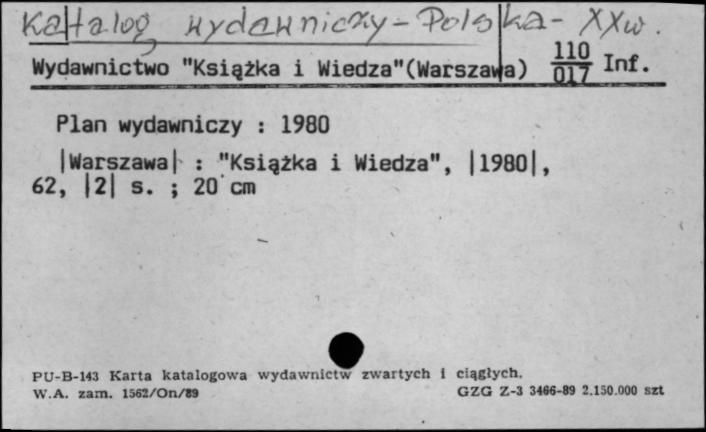 Katalog wydawniczy - Polska - XXw.
Wydawnictwo "Książka i Wiedza"(Warszawa) 110/017 Inf.
Plan wydawniczy : 1980
|Warszawa| : "Książka i Wiedza", |1980|,
62, |2| s. ; 20 cm
PU-B-143 Karta katalogowa wydawnictw zwartych i ciągłych.
W.A. zam. 1562/On/89 GZG Z-3 3466-89 2.150.000 szt